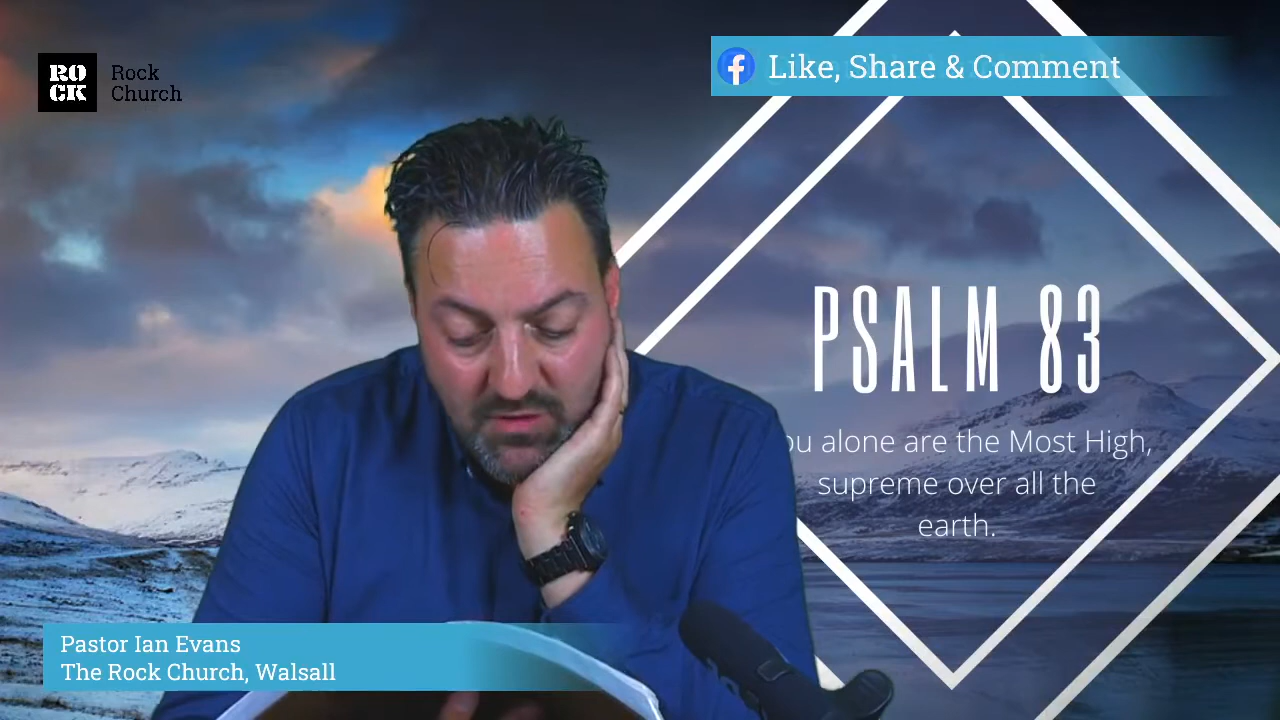 RO
CK
Rock
Church
Like, Share & Comment
PSALM 83
ou alone are the Most High,
supreme over all the
earth.
Pastor Ian Evans
The Rock Church, Walsall